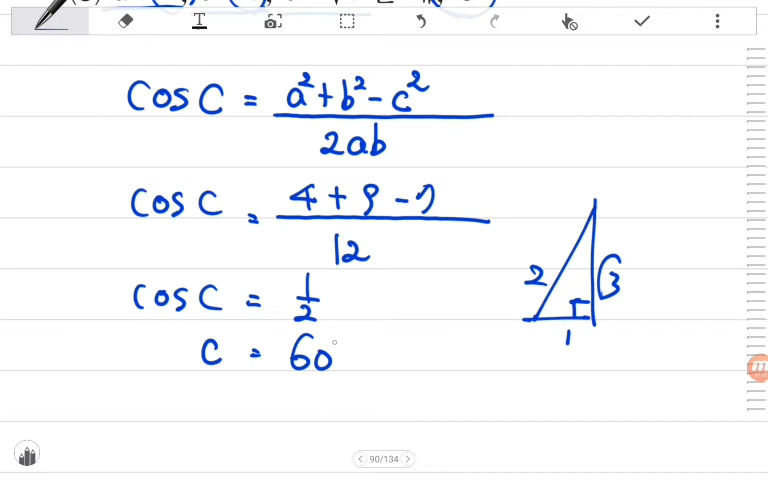 cos C = a²+b²-c² / 2ab
cos C = 4 + 9 - 7 / 12
cos C = 1/2
C = 60°
2
√3
1
90/134